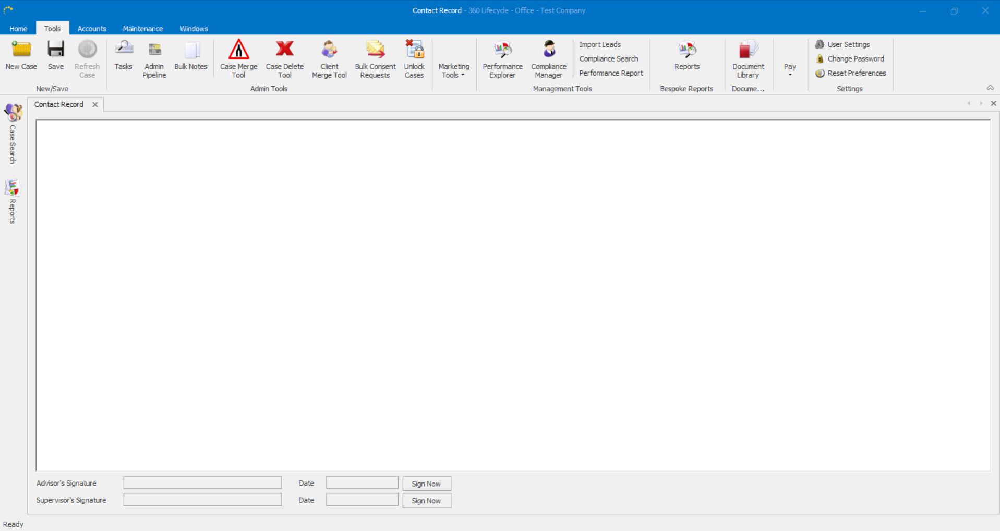 Contact Record - 360 Lifecycle - Office - Test Company
Home Tools Accounts Maintenance Windows
New Case
Save
Refresh
Case
New/Save
Tasks
Admin
Pipeline
Bulk Notes
Case Merge
Tool
Case Delete
Tool
Client
Merge Tool
Bulk Consent
Requests
Unlock
Cases
Admin Tools
Marketing
Tools
Performance
Explorer
Compliance
Manager
Import Leads
Compliance Search
Performance Report
Management Tools
Reports
Bespoke Reports
Document
Library
Docume...
Pay
User Settings
Change Password
Reset Preferences
Settings
Case Search
Reports
Contact Record
Advisor's Signature Date Sign Now
Supervisor's Signature Date Sign Now
Ready